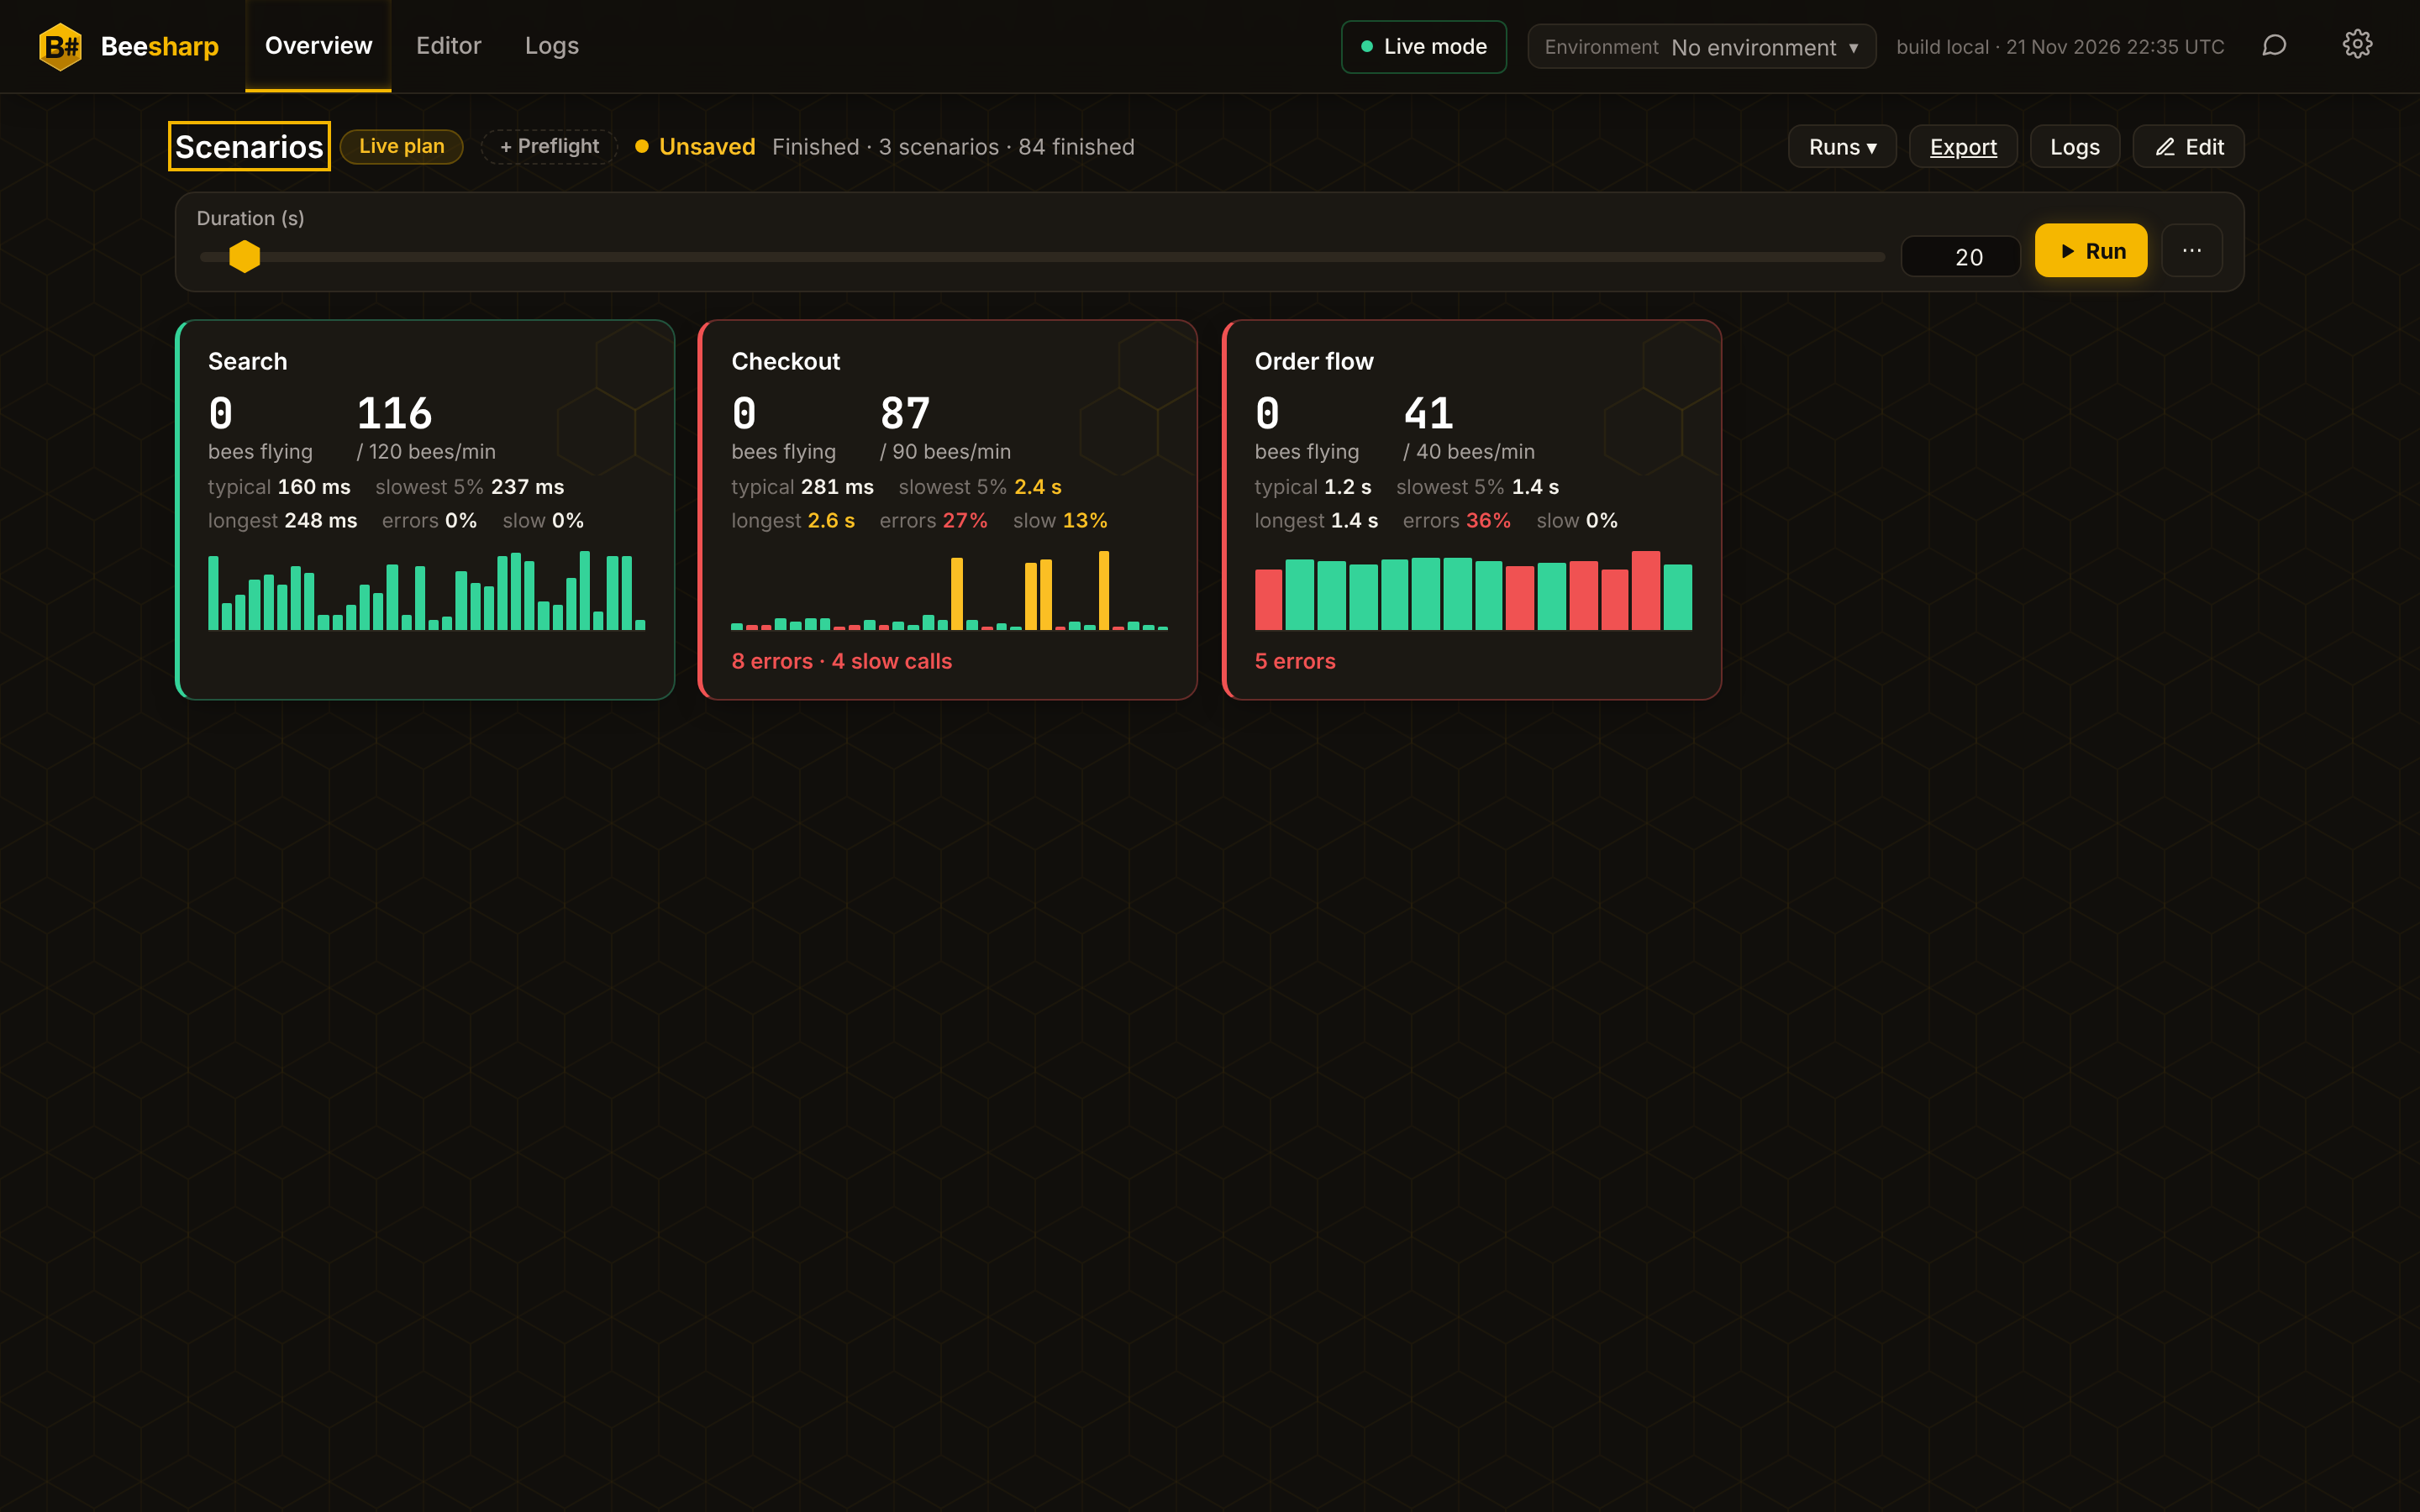 B# Beesharp Overview Editor Logs Live mode Environment No environment ▾ build local · 21 Nov 2026 22:35 UTC
Scenarios Live plan + Preflight Unsaved Finished · 3 scenarios · 84 finished Runs ▾ Export Logs Edit
Duration (s)
20 Run ···
Search
0 116
bees flying / 120 bees/min
typical 160 ms slowest 5% 237 ms
longest 248 ms errors 0% slow 0%
Checkout
0 87
bees flying / 90 bees/min
typical 281 ms slowest 5% 2.4 s
longest 2.6 s errors 27% slow 13%
8 errors · 4 slow calls
Order flow
0 41
bees flying / 40 bees/min
typical 1.2 s slowest 5% 1.4 s
longest 1.4 s errors 36% slow 0%
5 errors